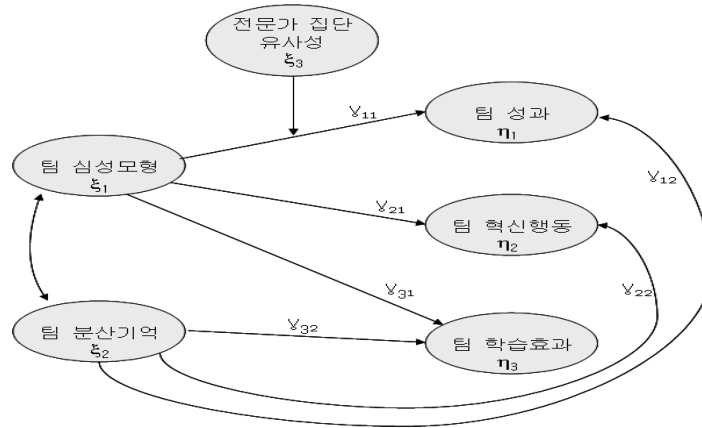 전문가 집단
유사성
ξ3
γ11
팀 성과
η1
팀 심성모형
ξ1
γ12
γ21
팀 혁신행동
η2
γ31
γ22
팀 분산기억
ξ2
γ32
팀 학습효과
η3